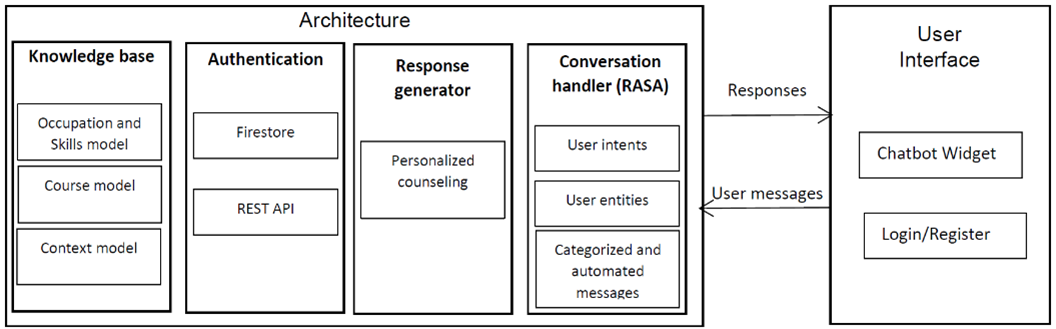 Architecture
Knowledge base
Occupation and
Skills model
Course model
Context model
Authentication
Firestore
REST API
Response
generator
Personalized
counseling
Conversation
handler (RASA)
User intents
User entities
Categorized and
automated
messages
Responses
User messages
User
Interface
Chatbot Widget
Login/Register